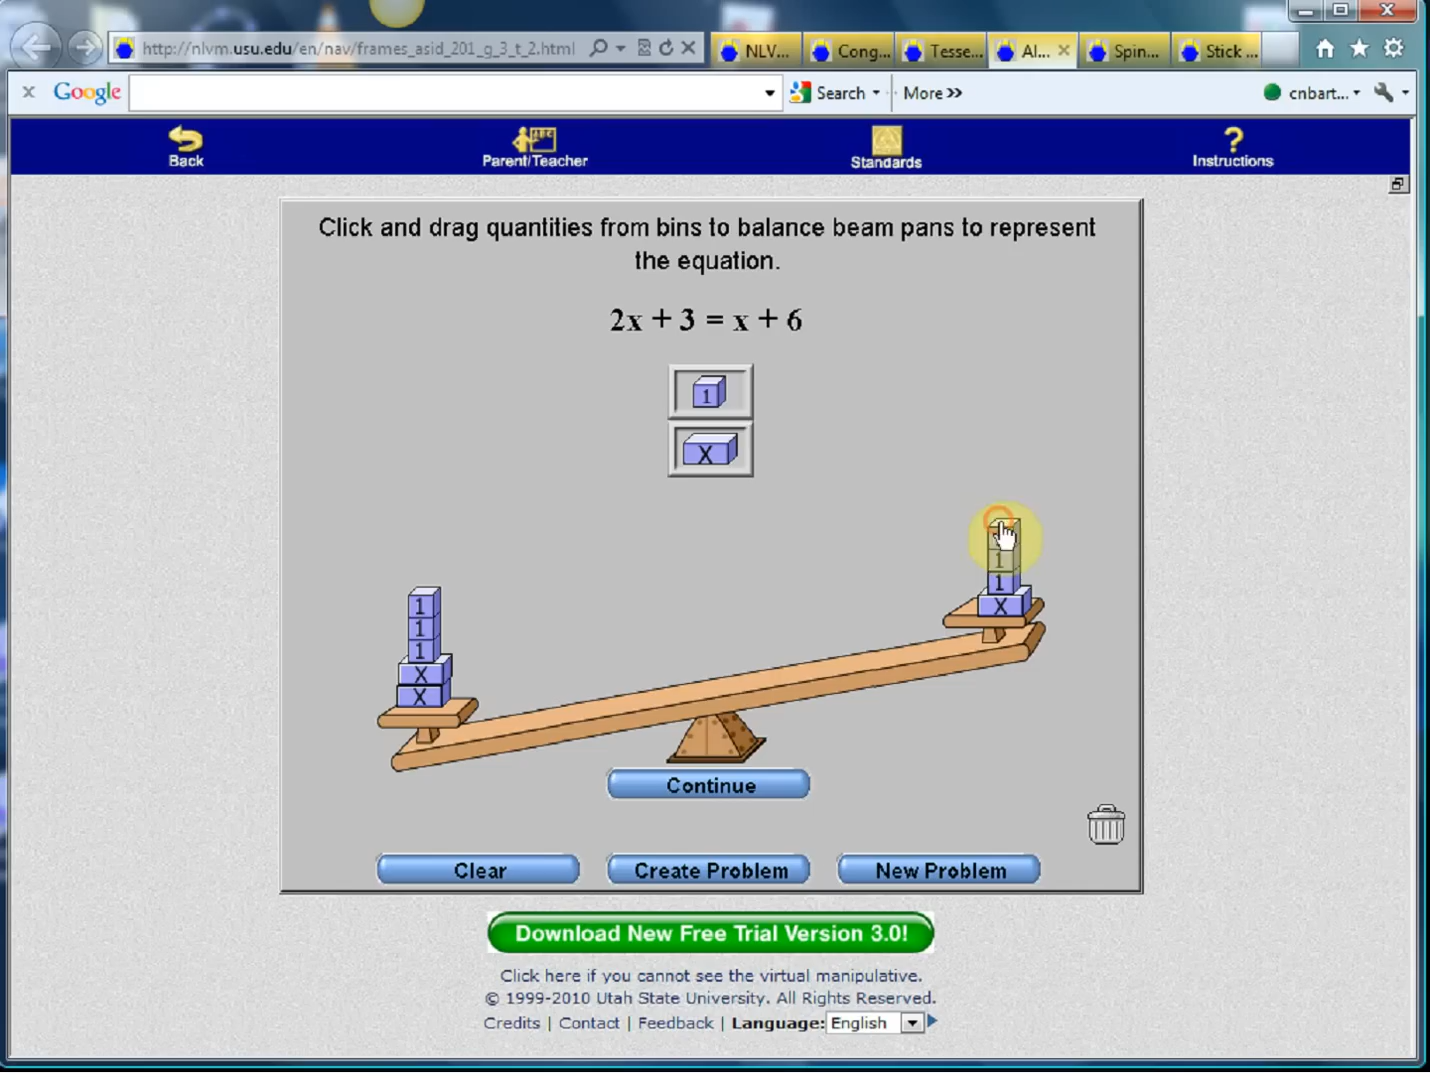 http://nlvm.usu.edu/en/nav/frames_asid_201_g_3_t_2.html
NLV...
Cong...
Tesse...
Al...
Spin...
Stick ...
x Google
Search
More >>
cnbart...
Back
Parent/Teacher
Standards
Instructions
Click and drag quantities from bins to balance beam pans to represent
the equation.
2x + 3 = x + 6
1
X
1
1
1
X
X
1
1
X
Continue
Clear
Create Problem
New Problem
Download New Free Trial Version 3.0!
Click here if you cannot see the virtual manipulative.
© 1999-2010 Utah State University. All Rights Reserved.
Credits | Contact | Feedback | Language: English